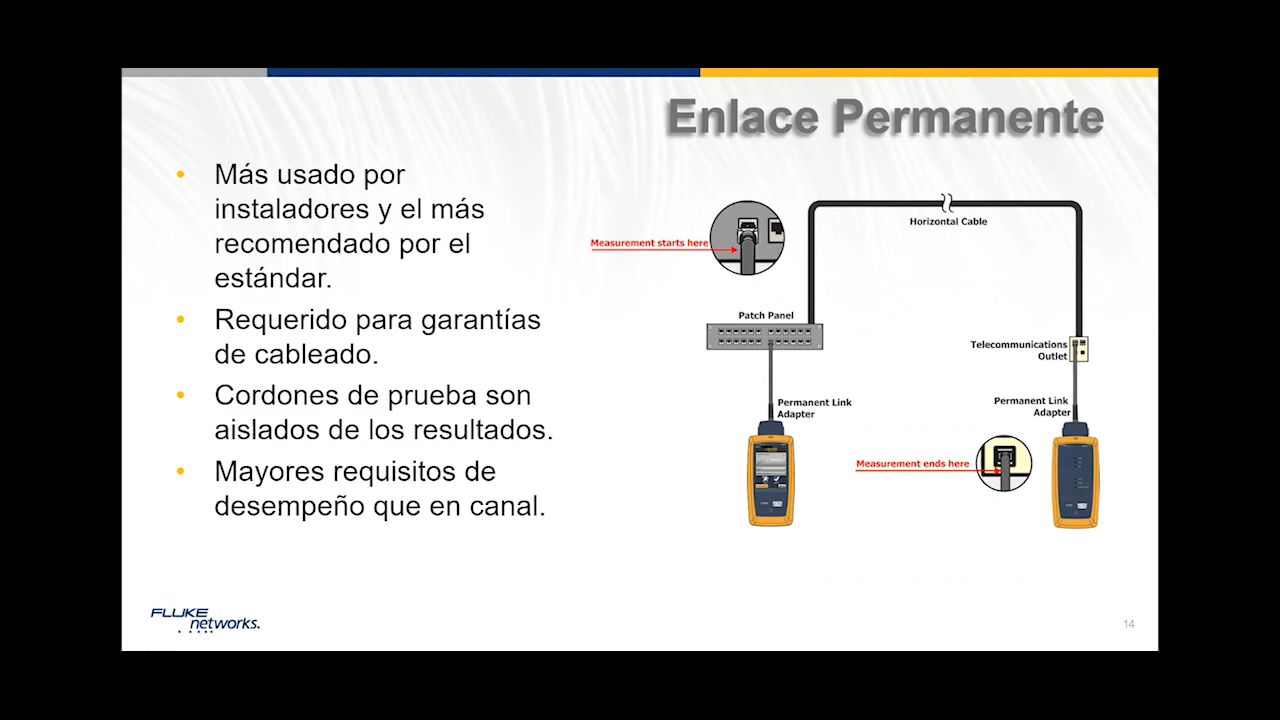 Enlace Permanente
• Más usado por
instaladores y el más
recomendado por el
estándar.
• Requerido para garantías
de cableado.
• Cordones de prueba son
aislados de los resultados.
• Mayores requisitos de
desempeño que en canal.
Horizontal Cable
Measurement starts here
Patch Panel
Telecommunications
Outlet
Permanent Link
Adapter
Permanent Link
Adapter
Measurement ends here
FLUKE
networks.
14